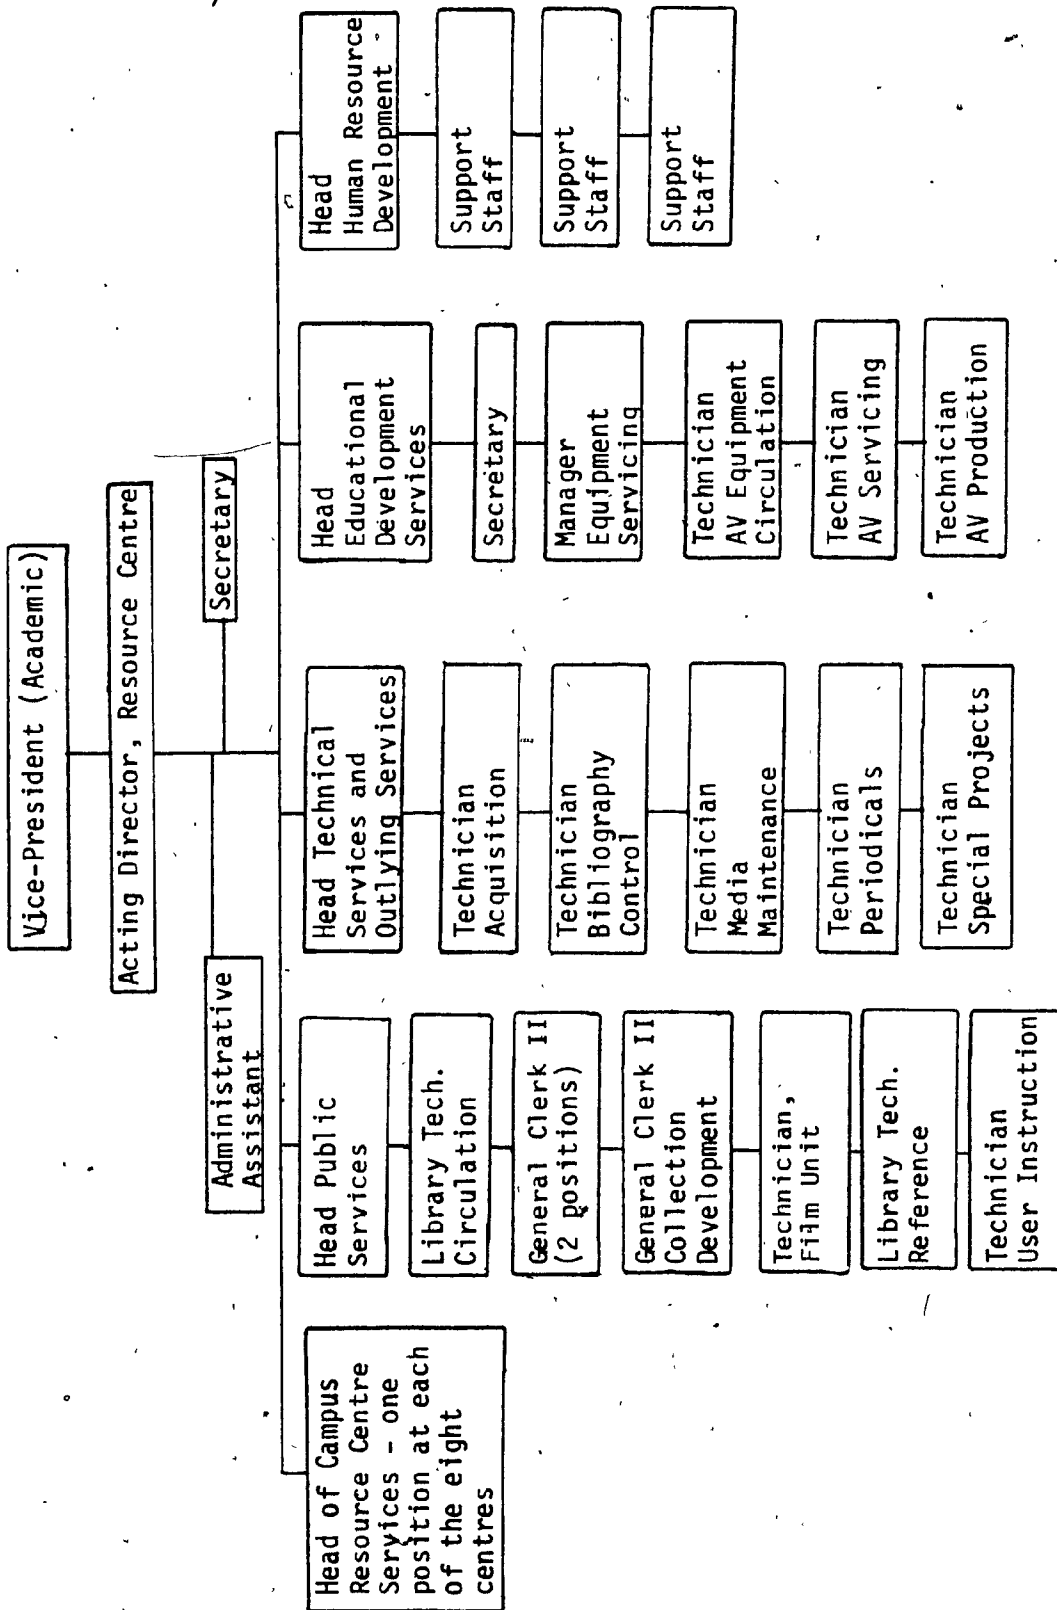 Vice-President (Academic)
Acting Director, Resource Centre
Administrative
Assistant
Secretary
Head of Campus
Resource Centre
Services - one
position at each
of the eight
centres
Head Public
Services
Library Tech.
Circulation
General Clerk II
(2 positions)
General Clerk II
Collection
Development
Technician,
Film Unit
Library Tech.
Reference
Technician
User Instruction
Head Technical
Services and
Outlying Services
Technician
Acquisition
Technician
Bibliography
Control
Technician
Media
Maintenance
Technician
Periodicals
Technician
Special Projects
Head
Educational
Development
Services
Secretary
Manager
Equipment
Servicing
Technician
AV Equipment
Circulation
Technician
AV Servicing
Technician
AV Production
Head
Human Resource
Development
Support
Staff
Support
Staff
Support
Staff